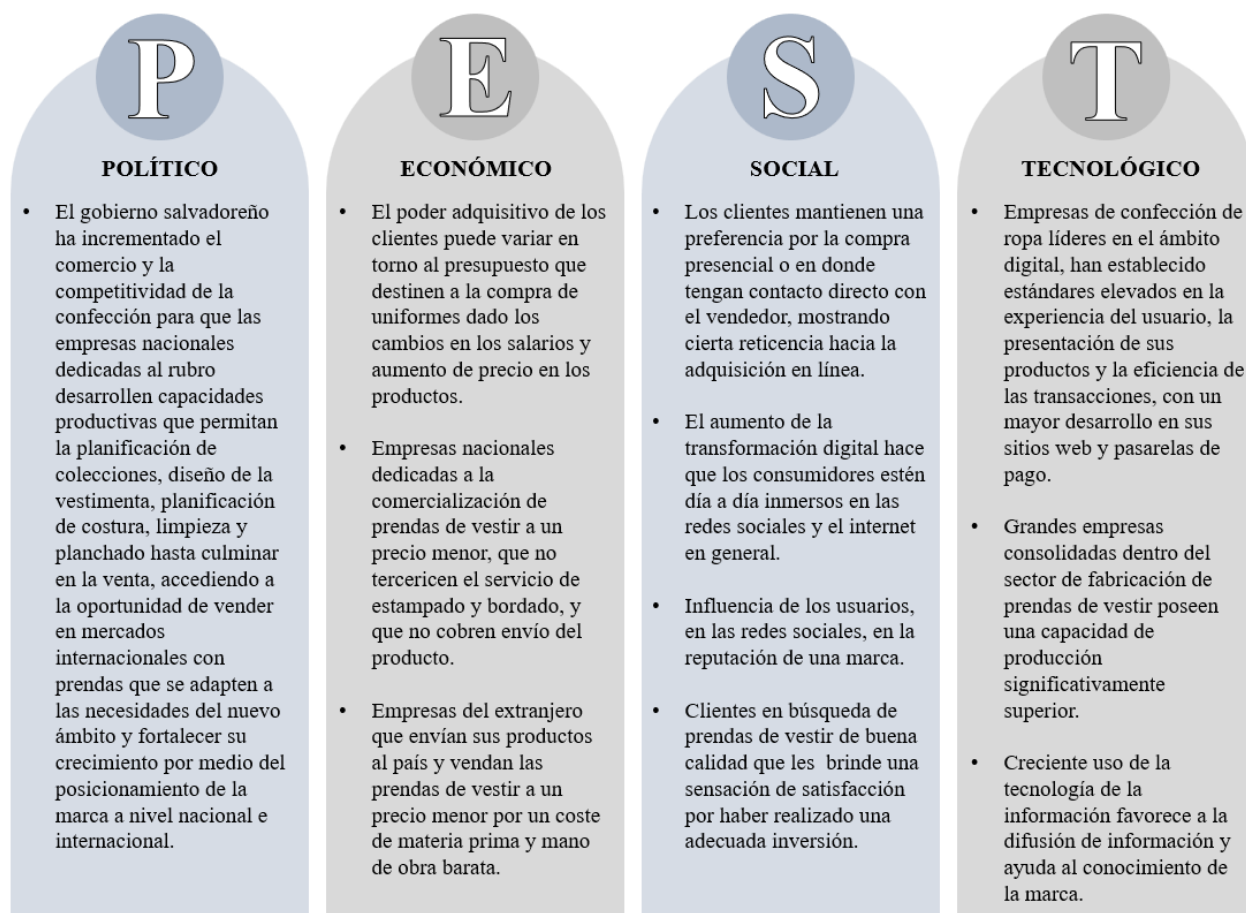 P
POLÍTICO
• El gobierno salvadoreño
ha incrementado el
comercio y la
competitividad de la
confección para que las
empresas nacionales
dedicadas al rubro
desarrollen capacidades
productivas que permitan
la planificación de
colecciones, diseño de la
vestimenta, planificación
de costura, limpieza y
planchado hasta culminar
en la venta, accediendo a
la oportunidad de vender
en mercados
internacionales con
prendas que se adapten a
las necesidades del nuevo
ámbito y fortalecer su
crecimiento por medio del
posicionamiento de la
marca a nivel nacional e
internacional.
E
ECONÓMICO
• El poder adquisitivo de los
clientes puede variar en
torno al presupuesto que
destinen a la compra de
uniformes dado los
cambios en los salarios y
aumento de precio en los
productos.
• Empresas nacionales
dedicadas a la
comercialización de
prendas de vestir a un
precio menor, que no
tercericen el servicio de
estampado y bordado, y
que no cobren envío del
producto.
• Empresas del extranjero
que envían sus productos
al país y vendan las
prendas de vestir a un
precio menor por un coste
de materia prima y mano
de obra barata.
S
SOCIAL
• Los clientes mantienen una
preferencia por la compra
presencial o en donde
tengan contacto directo con
el vendedor, mostrando
cierta reticencia hacia la
adquisición en línea.
• El aumento de la
transformación digital hace
que los consumidores estén
día a día inmersos en las
redes sociales y el internet
en general.
• Influencia de los usuarios,
en las redes sociales, en la
reputación de una marca.
• Clientes en búsqueda de
prendas de vestir de buena
calidad que les  brinde una
sensación de satisfacción
por haber realizado una
adecuada inversión.
T
TECNOLÓGICO
• Empresas de confección de
ropa líderes en el ámbito
digital, han establecido
estándares elevados en la
experiencia del usuario, la
presentación de sus
productos y la eficiencia de
las transacciones, con un
mayor desarrollo en sus
sitios web y pasarelas de
pago.
• Grandes empresas
consolidadas dentro del
sector de fabricación de
prendas de vestir poseen
una capacidad de
producción
significativamente
superior.
• Creciente uso de la
tecnología de la
información favorece a la
difusión de información y
ayuda al conocimiento de
la marca.